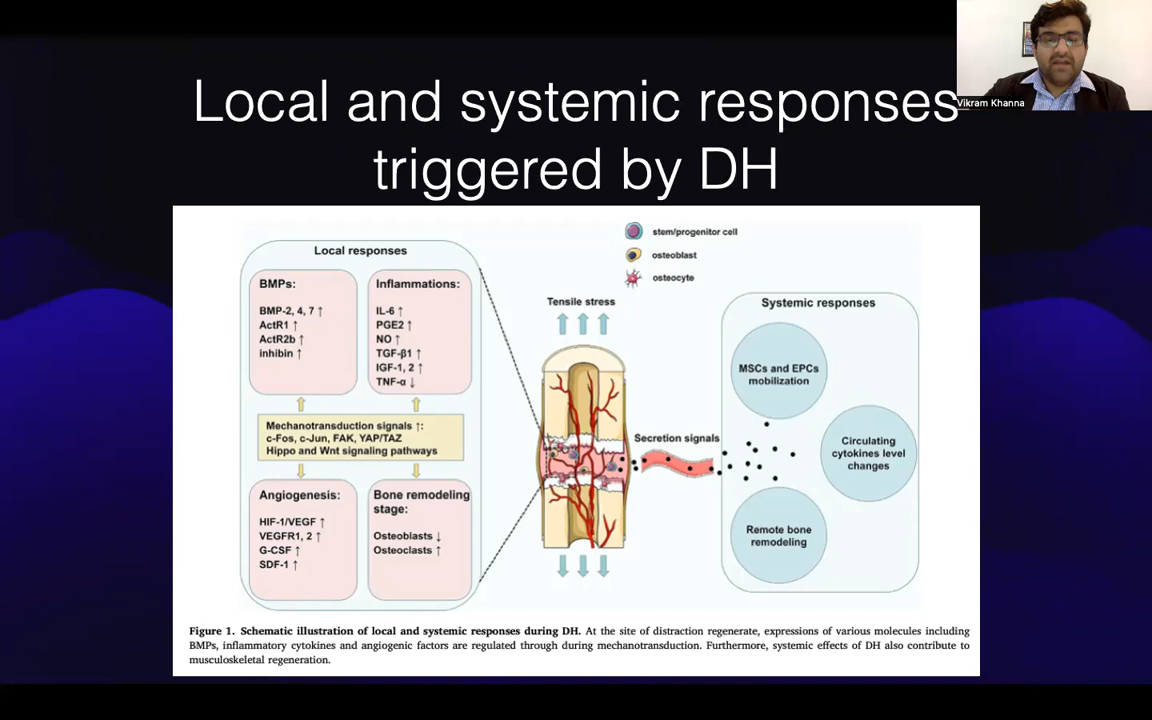 Local and systemic responses
triggered by DH
Vikram Khanna
Local responses
BMPs:
BMP-2, 4, 7 ↑
ActR1 ↑
ActR2b ↑
inhibin ↑
Inflammations:
IL-6 ↑
PGE2 ↑
NO ↑
TGF-β1 ↑
IGF-1, 2 ↑
TNF-α ↓
Mechanotransduction signals ↑:
c-Fos, c-Jun, FAK, YAP/TAZ
Hippo and Wnt signaling pathways
Angiogenesis:
HIF-1/VEGF ↑
VEGFR1, 2 ↑
G-CSF ↑
SDF-1 ↑
Bone remodeling
stage:
Osteoblasts ↓
Osteoclasts ↑
stem/progenitor cell
osteoblast
osteocyte
Tensile stress
Secretion signals
Systemic responses
MSCs and EPCs
mobilization
Circulating
cytokines level
changes
Remote bone
remodeling
Figure 1. Schematic illustration of local and systemic responses during DH. At the site of distraction regenerate, expressions of various molecules including
BMPs, inflammatory cytokines and angiogenic factors are regulated through during mechanotransduction. Furthermore, systemic effects of DH also contribute to
musculoskeletal regeneration.